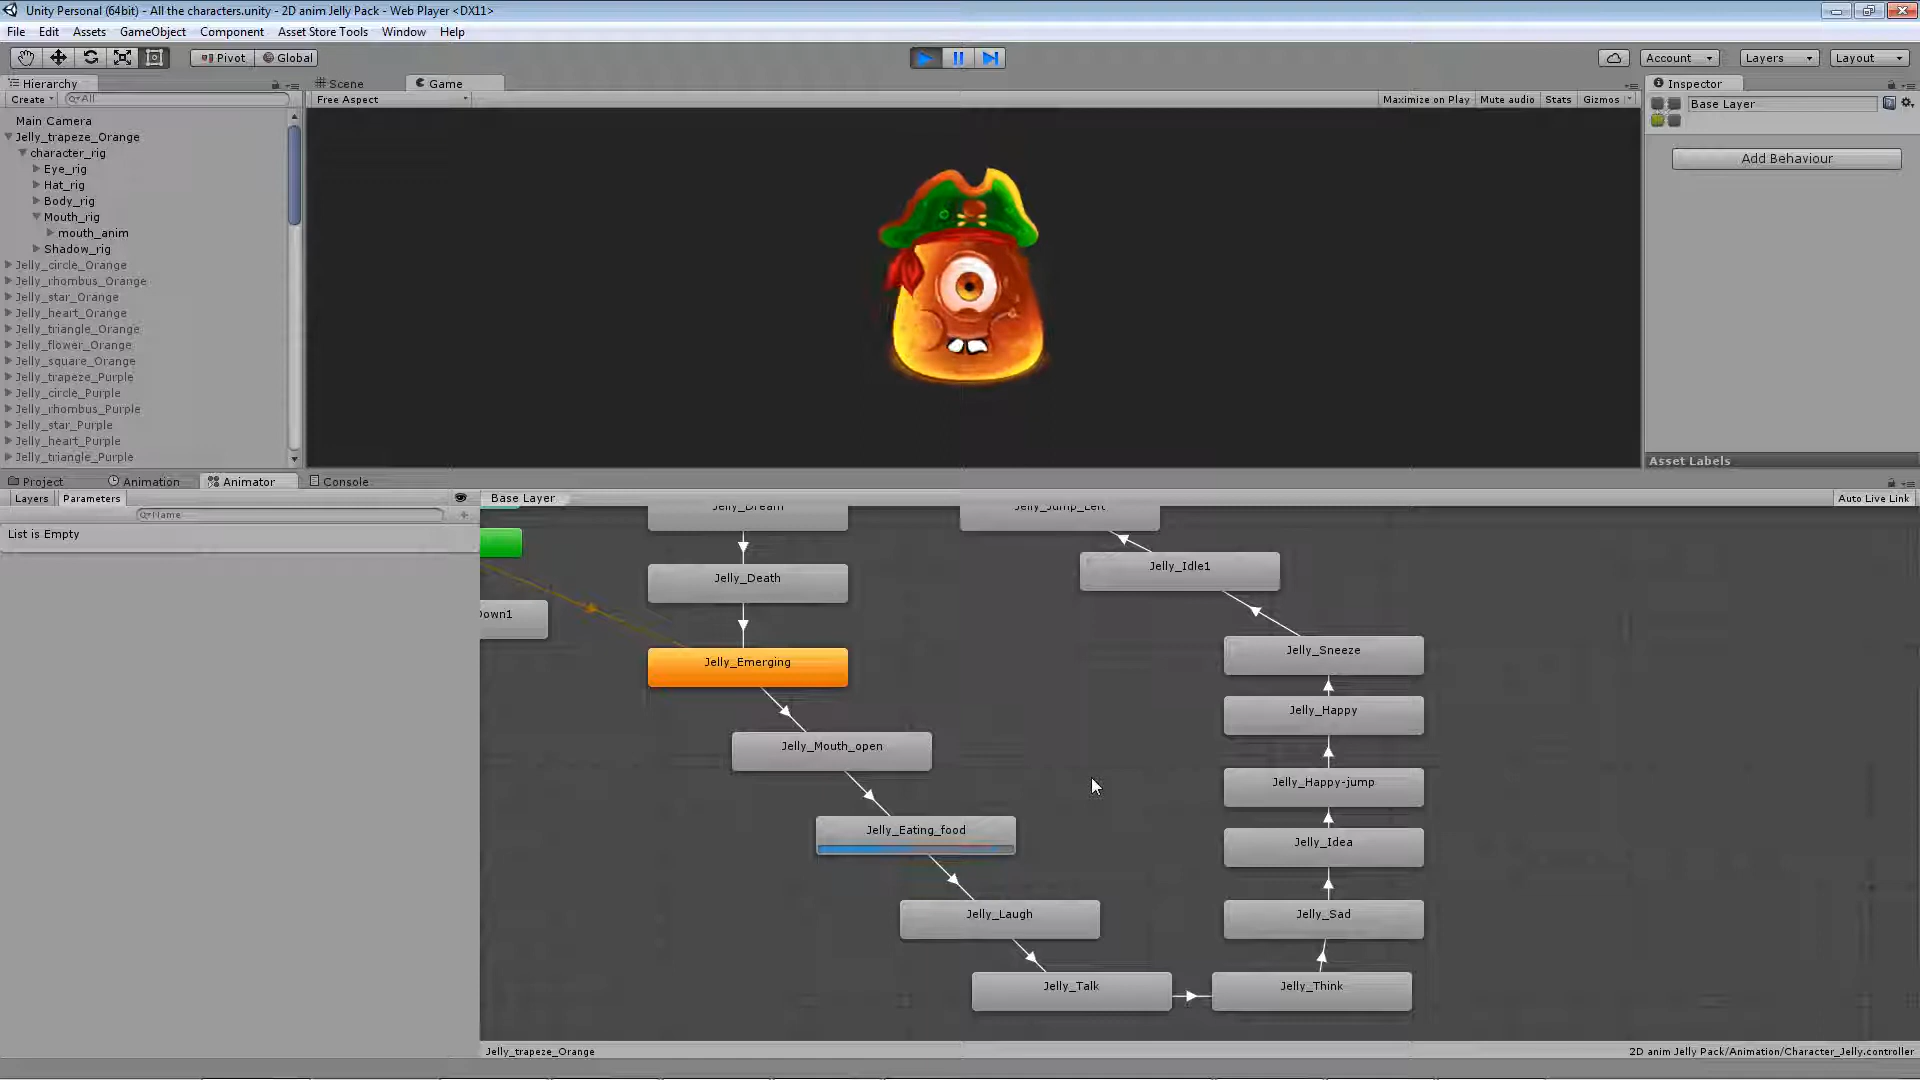 Unity Personal (64bit) - All the characters.unity - 2D anim Jelly Pack - Web Player <DX11>
File Edit Assets GameObject Component Asset Store Tools Window Help
Pivot Global Account Layers Layout
Hierarchy Scene Game Inspector
Create All Free Aspect Maximize on Play Mute audio Stats Gizmos Base Layer
Main Camera
Jelly_trapeze_Orange
character_rig
Add Behaviour
Eye_rig
Hat_rig
Body_rig
Mouth_rig
mouth_anim
Shadow_rig
Jelly_circle_Orange
Jelly_rhombus_Orange
Jelly_star_Orange
Jelly_heart_Orange
Jelly_triangle_Orange
Jelly_flower_Orange
Jelly_square_Orange
Jelly_trapeze_Purple
Jelly_circle_Purple
Jelly_rhombus_Purple
Jelly_star_Purple
Jelly_heart_Purple
Jelly_triangle_Purple
Asset Labels
Project Animation Animator Console
Layers Parameters Base Layer Auto Live Link
Name
List is Empty
Jelly_Dream
Jelly_Jump_Left
Jelly_Death
Jelly_Idle1
Down1
Jelly_Emerging
Jelly_Sneeze
Jelly_Mouth_open
Jelly_Happy
Jelly_Eating_food
Jelly_Happy-jump
Jelly_Idea
Jelly_Laugh
Jelly_Sad
Jelly_Talk
Jelly_Think
Jelly_trapeze_Orange
2D anim Jelly Pack/Animation/Character_Jelly.controller